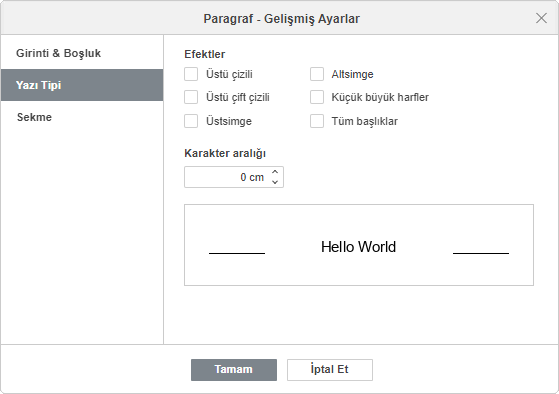 Paragraf - Gelişmiş Ayarlar
Girinti & Boşluk
Yazı Tipi
Sekme
Efektler
Üstü çizili
Altsimge
Üstü çift çizili
Küçük büyük harfler
Üstsimge
Tüm başlıklar
Karakter aralığı
0 cm
Hello World
Tamam
İptal Et